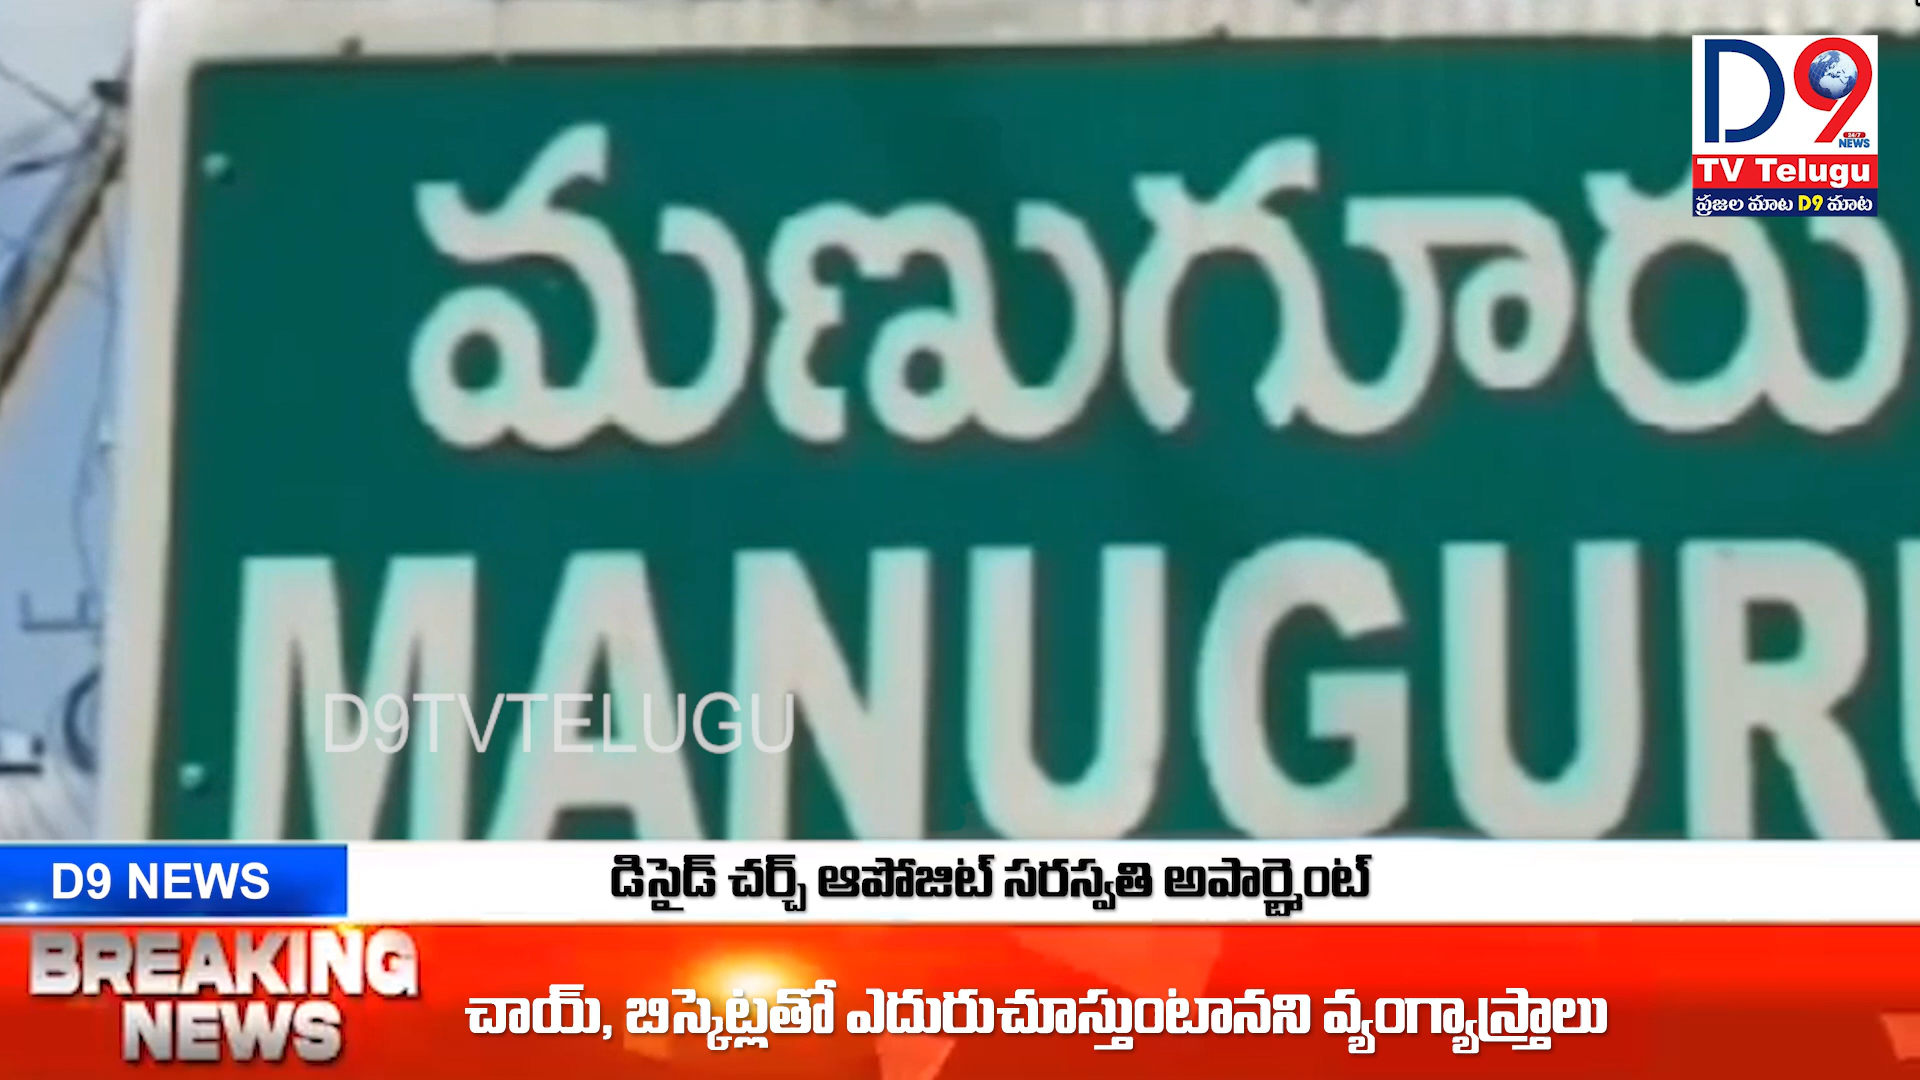 D9
24/7
NEWS
TV Telugu
ప్రజల మాట D9 మాట
మణుగూరు
MANUGURU
D9TVTELUGU
D9 NEWS
డిసైడ్ చర్చ్ ఆపోజిట్ సరస్వతి అపార్ట్మెంట్
BREAKING
NEWS
చాయ్, బిస్కెట్లతో ఎదురుచూస్తుంటానని వ్యంగ్యాస్త్రాలు